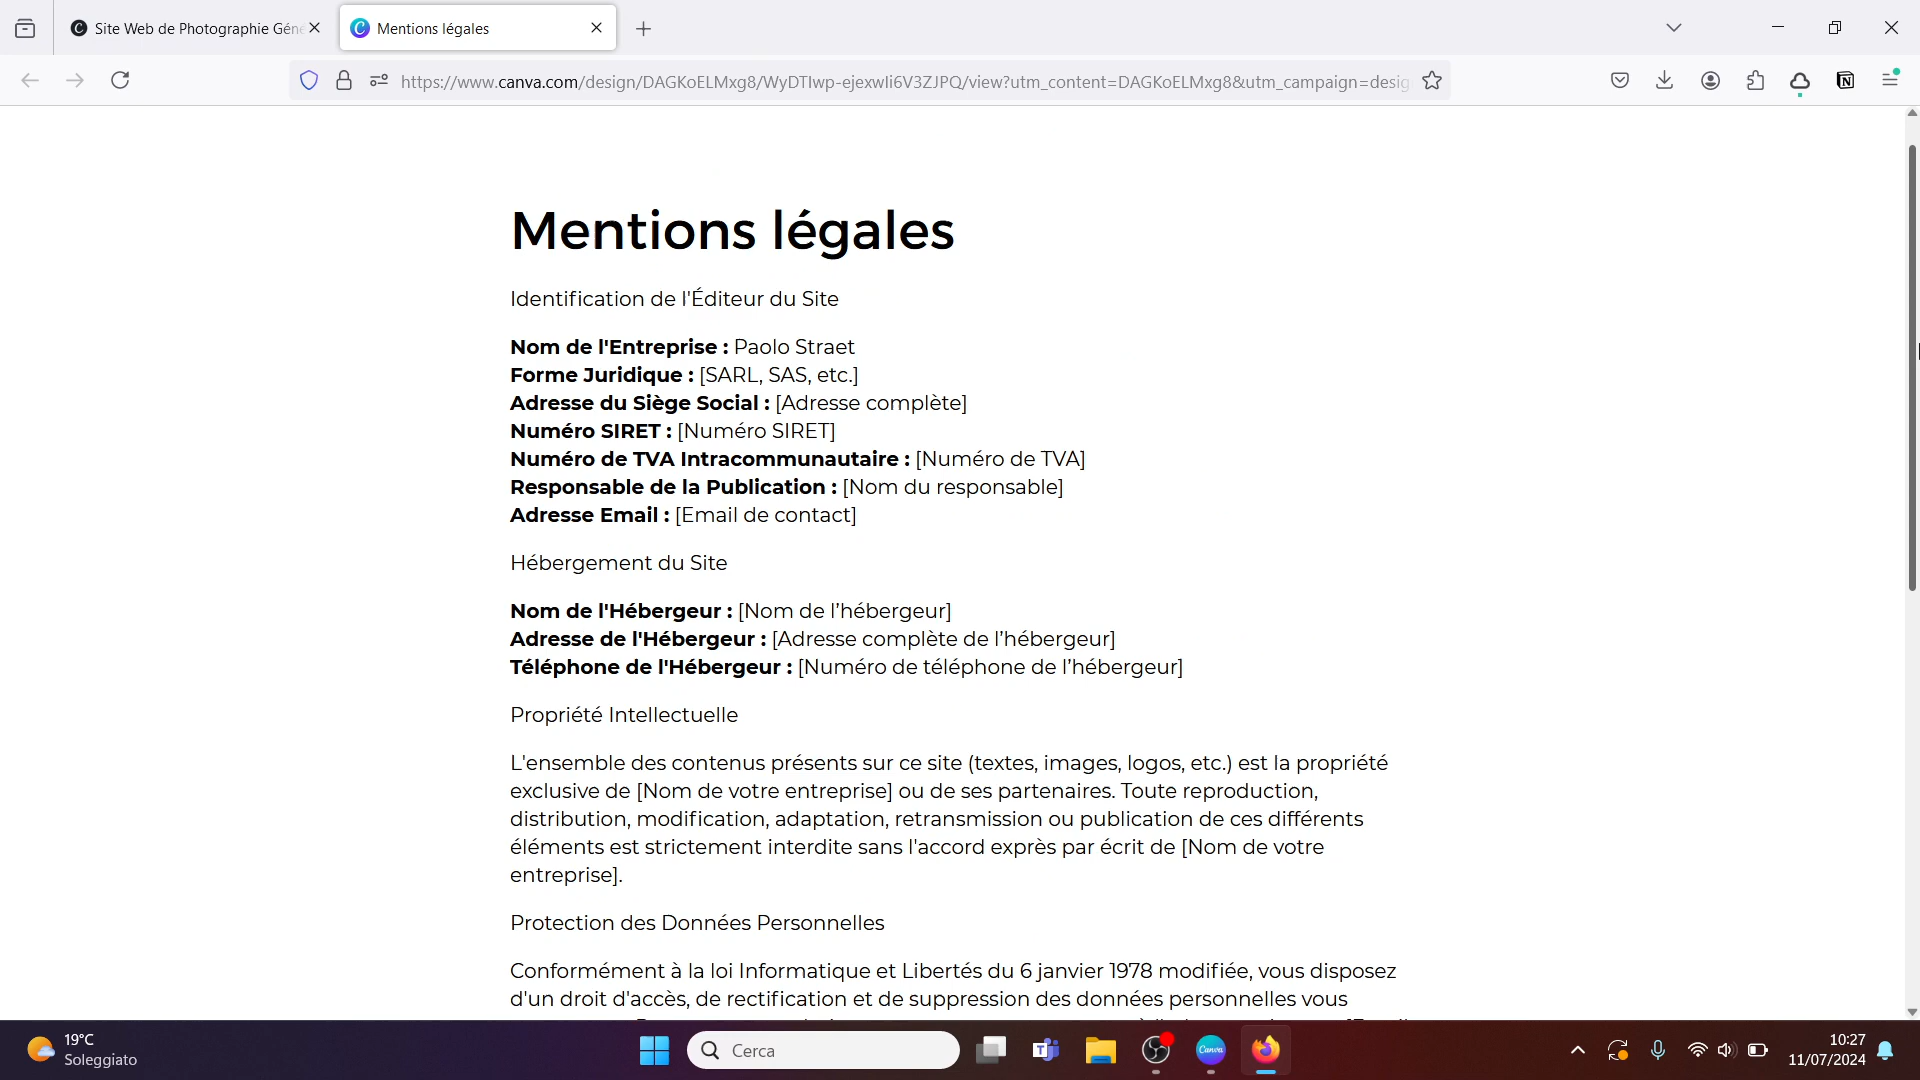 Site Web de Photographie Géné
Mentions légales
https://www.canva.com/design/DAGKoELMxg8/WyDTIwp-ejexwIi6V3ZJPQ/view?utm_content=DAGKoELMxg8&utm_campaign=desig
Mentions légales
Identification de l'Éditeur du Site
Nom de l'Entreprise : Paolo Straet
Forme Juridique : [SARL, SAS, etc.]
Adresse du Siège Social : [Adresse complète]
Numéro SIRET : [Numéro SIRET]
Numéro de TVA Intracommunautaire : [Numéro de TVA]
Responsable de la Publication : [Nom du responsable]
Adresse Email : [Email de contact]
Hébergement du Site
Nom de l'Hébergeur : [Nom de l’hébergeur]
Adresse de l'Hébergeur : [Adresse complète de l’hébergeur]
Téléphone de l'Hébergeur : [Numéro de téléphone de l’hébergeur]
Propriété Intellectuelle
L'ensemble des contenus présents sur ce site (textes, images, logos, etc.) est la propriété
exclusive de [Nom de votre entreprise] ou de ses partenaires. Toute reproduction,
distribution, modification, adaptation, retransmission ou publication de ces différents
éléments est strictement interdite sans l'accord exprès par écrit de [Nom de votre
entreprise].
Protection des Données Personnelles
Conformément à la loi Informatique et Libertés du 6 janvier 1978 modifiée, vous disposez
d'un droit d'accès, de rectification et de suppression des données personnelles vous
19°C
Soleggiato
Cerca
Canva
10:27
11/07/2024